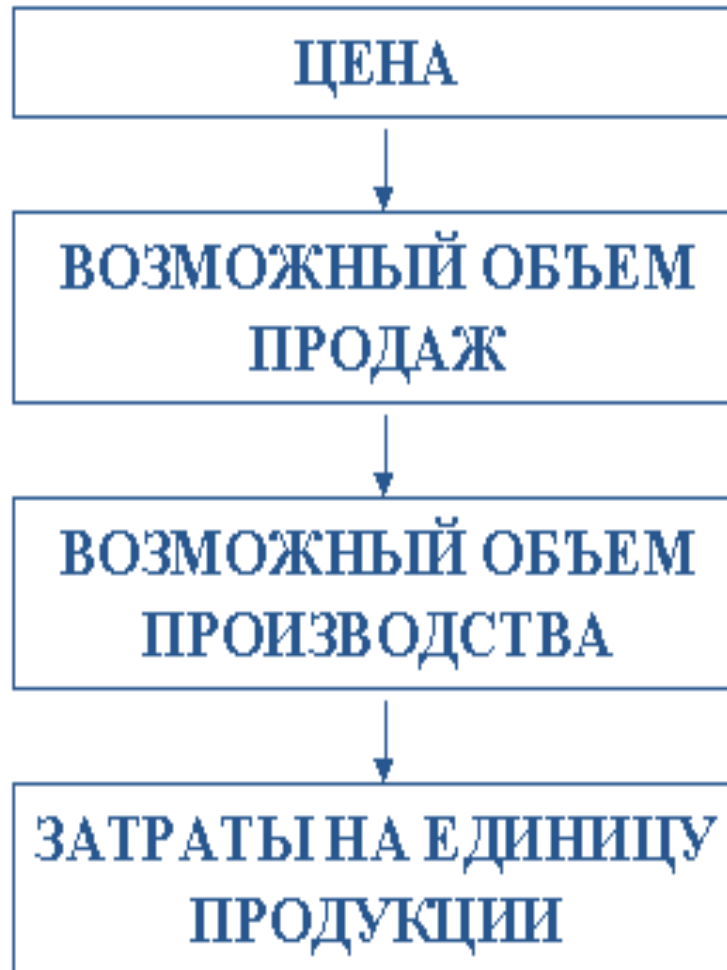 ЦЕНА
ВОЗМОЖНЫЙ ОБЪЕМ
ПРОДАЖ
ВОЗМОЖНЫЙ ОБЪЕМ
ПРОИЗВОДСТВА
ЗАТРАТЫ НА ЕДИНИЦУ
ПРОДУКЦИИ